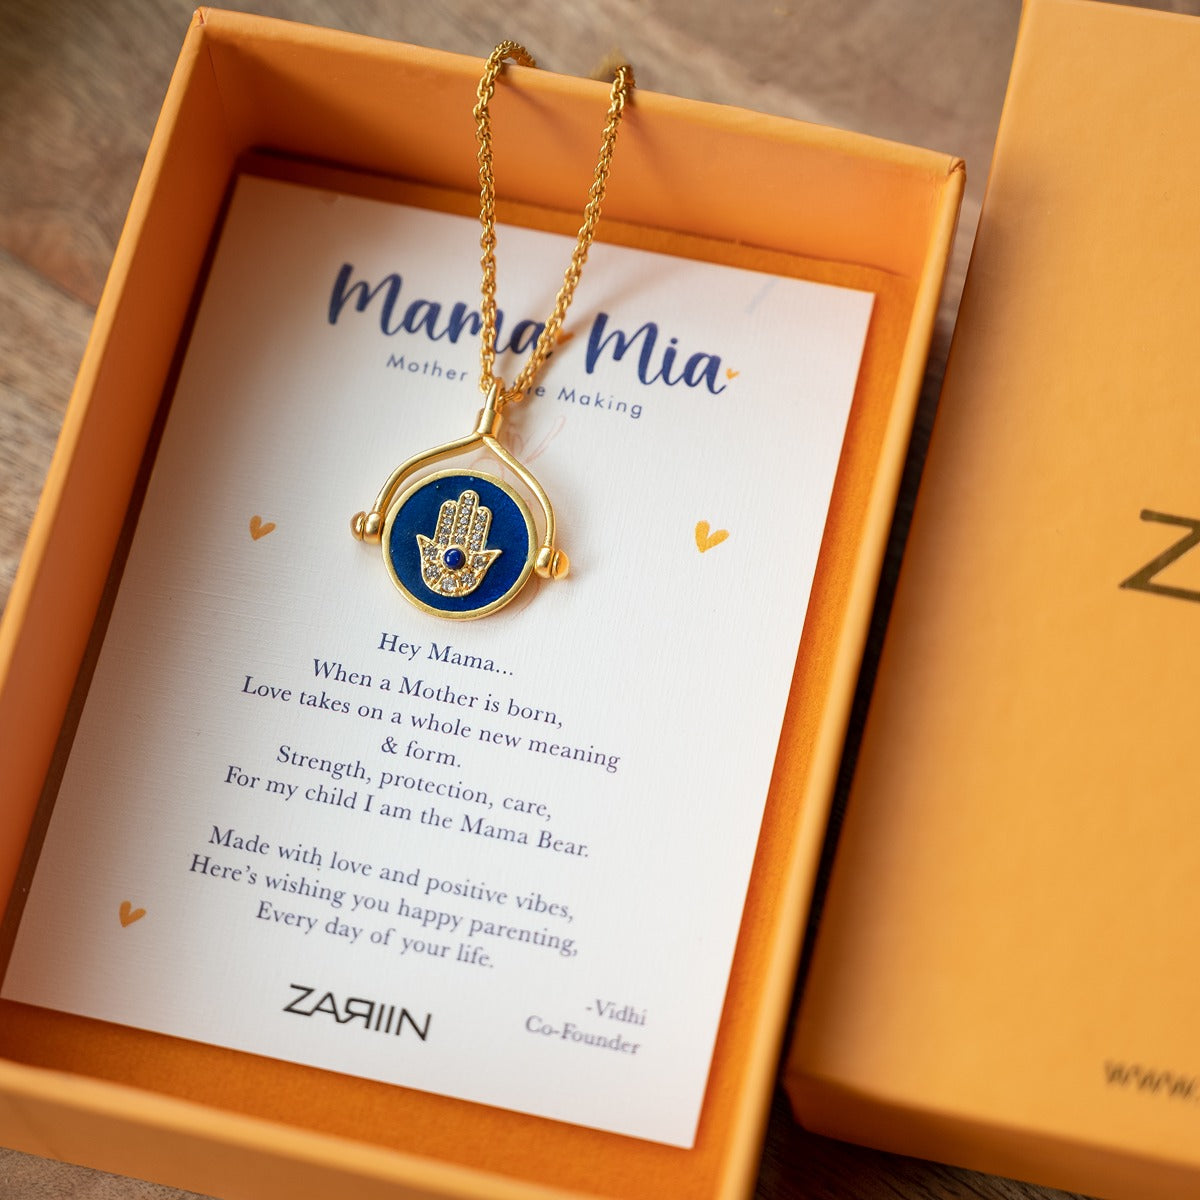 Mama Mia
Mother Making
Hey Mama...
When a Mother is born,
Love takes on a whole new meaning
& form.
Strength, protection, care,
For my child I am the Mama Bear.
Made with love and positive vibes,
Here's wishing you happy parenting,
Every day of your life.
ZARIIN
-Vidhi
Co-Founder
Z
www.